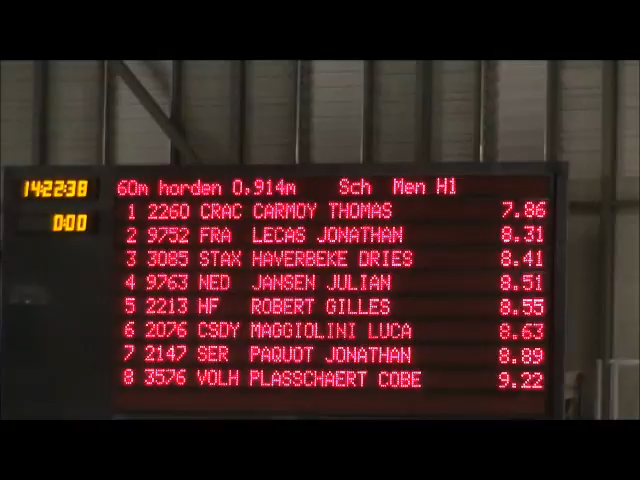 14:22:38
0:00
60m horden 0,914m Sch Men H1
1 2260 CRAC CARMOY THOMAS 7.86
2 9752 FRA LECAS JONATHAN 8.31
3 3085 STAX HAVERBEKE DRIES 8.41
4 9763 NED JANSEN JULIAN 8.51
5 2213 HF ROBERT GILLES 8.55
6 2076 CSDY MAGGIOLINI LUCA 8.63
7 2147 SER PAQUOT JONATHAN 8.89
8 3576 VOLH PLASSCHAERT COBE 9.22